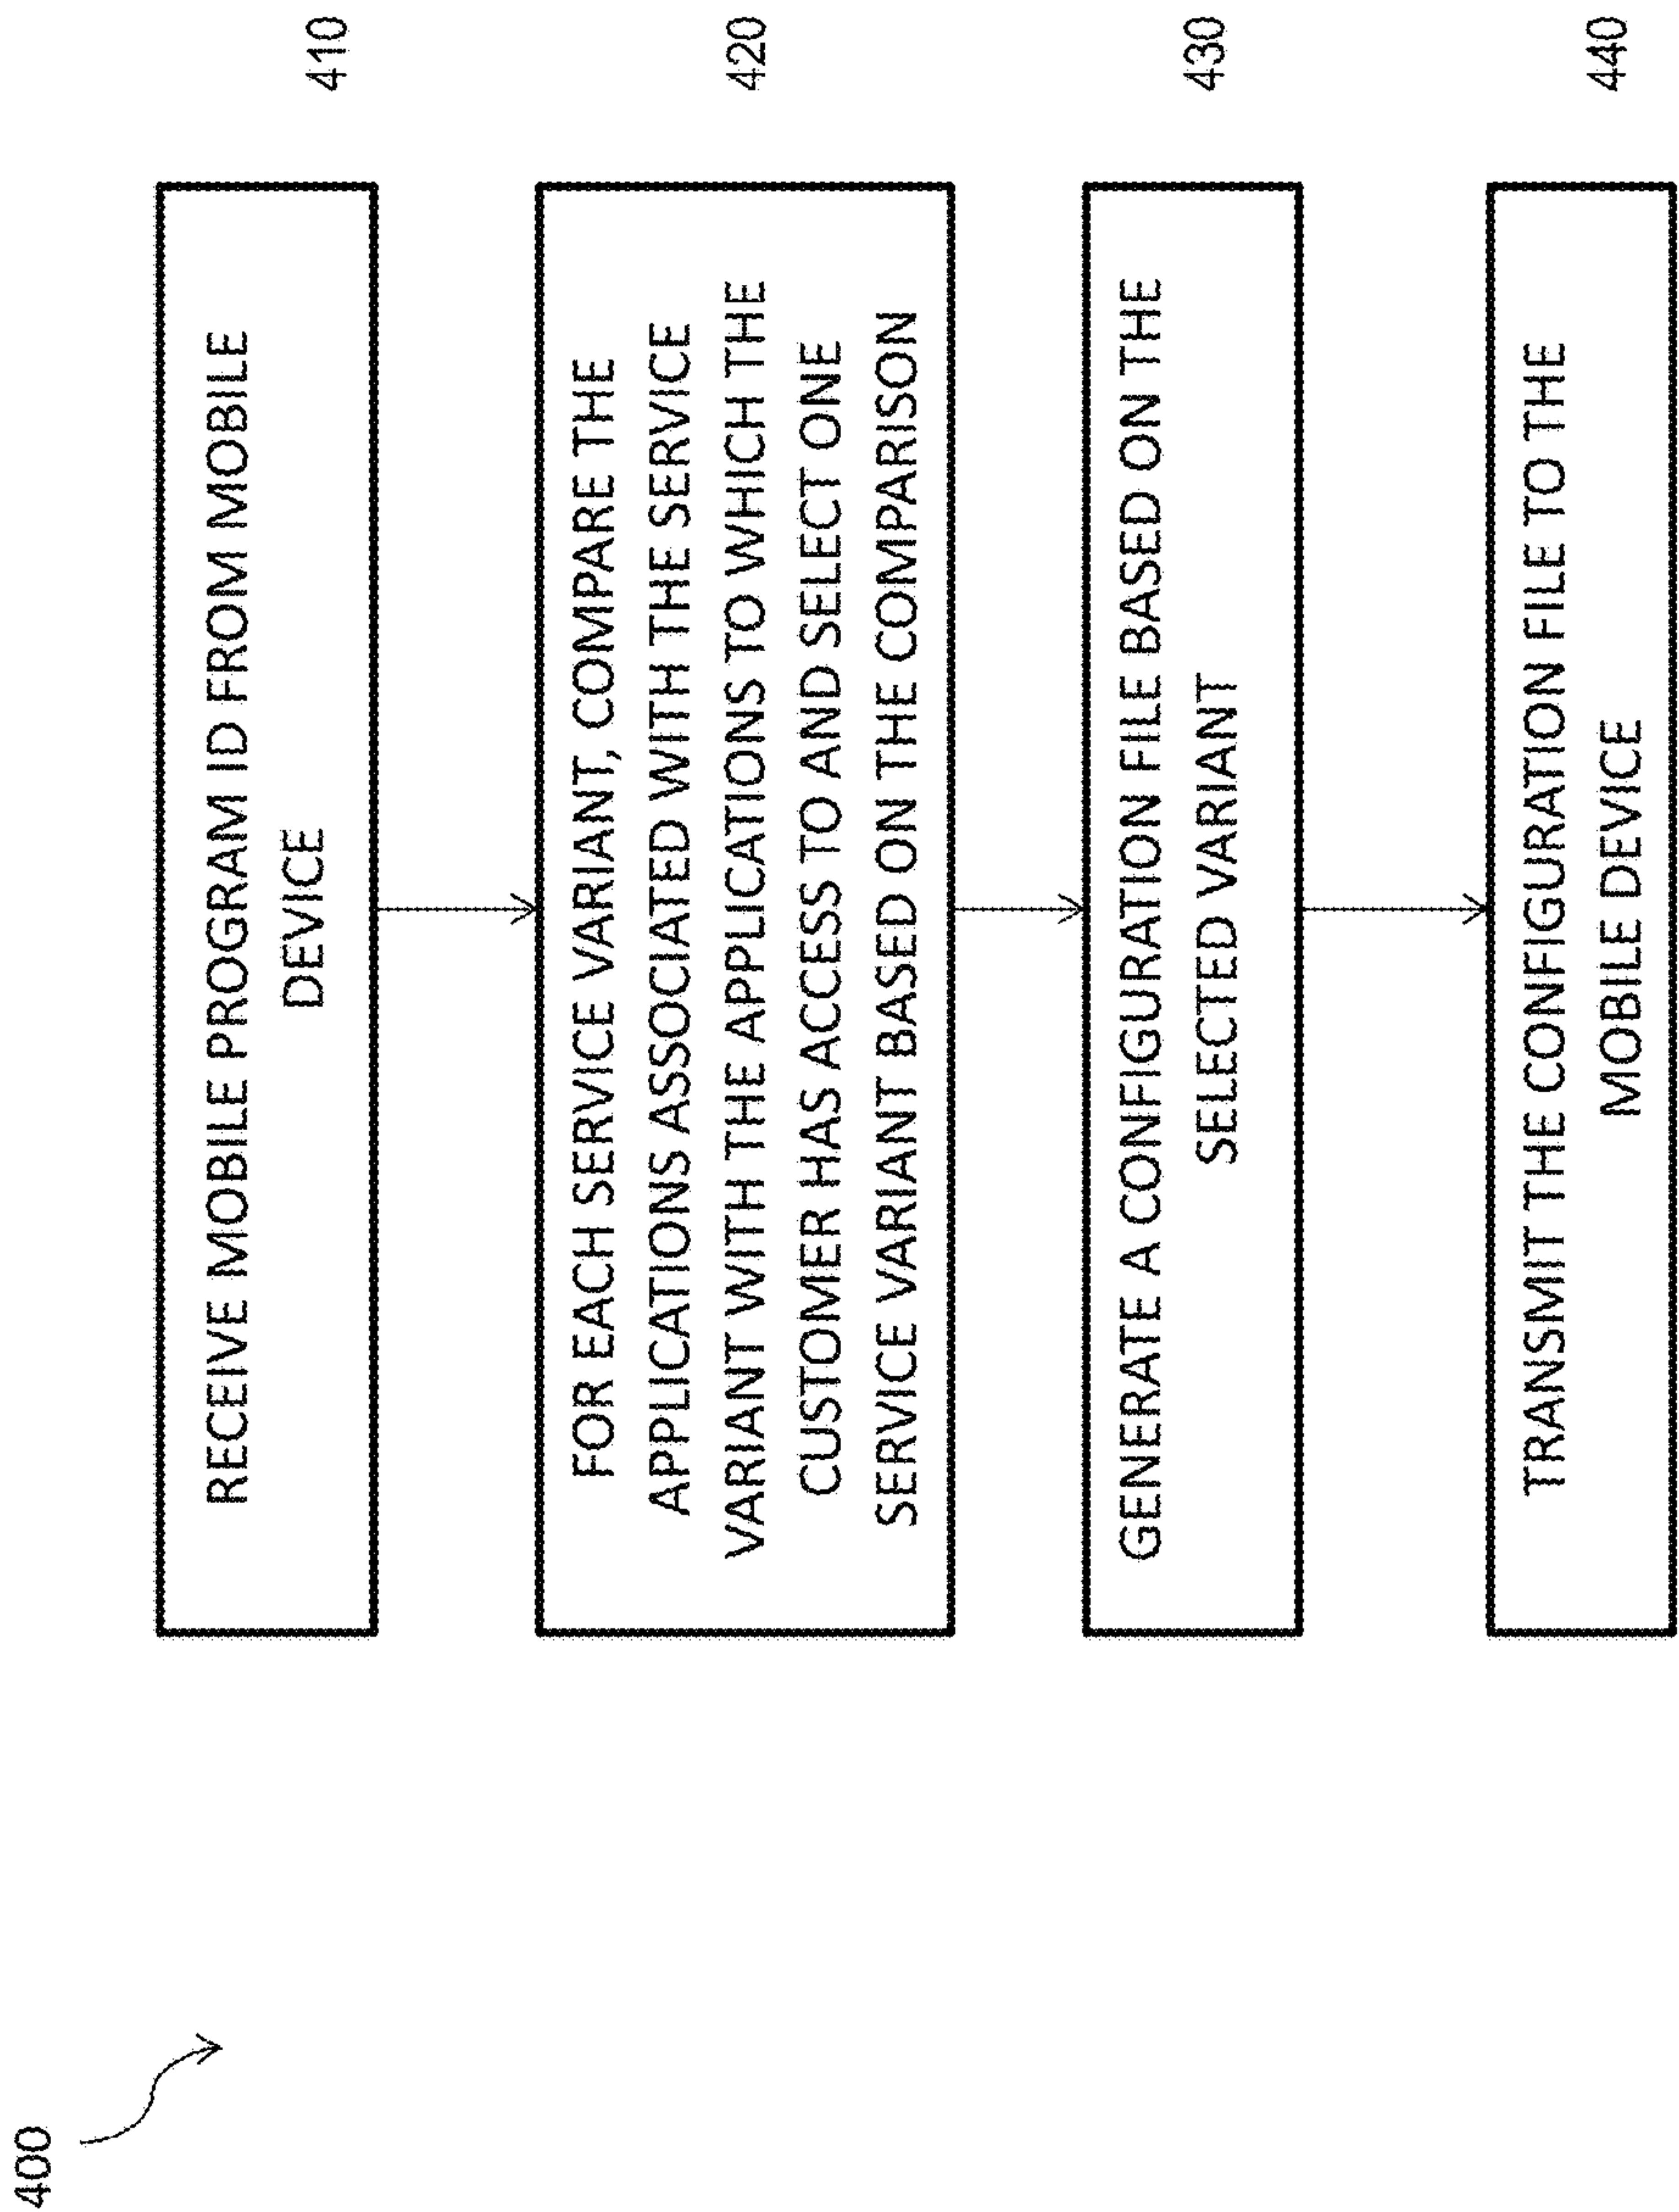 400
RECEIVE MOBILE PROGRAM ID FROM MOBILE
DEVICE
410
FOR EACH SERVICE VARIANT, COMPARE THE
APPLICATIONS ASSOCIATED WITH THE SERVICE
VARIANT WITH THE APPLICATIONS TO WHICH THE
CUSTOMER HAS ACCESS TO AND SELECT ONE
SERVICE VARIANT BASED ON THE COMPARISON
420
GENERATE A CONFIGURATION FILE BASED ON THE
SELECTED VARIANT
430
TRANSMIT THE CONFIGURATION FILE TO THE
MOBILE DEVICE
440